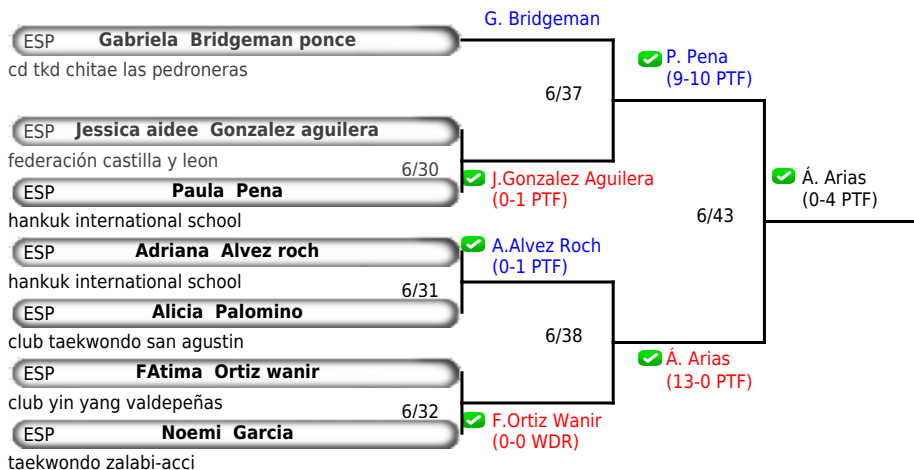 G. Bridgeman
ESP Gabriela Bridgeman ponce
cd tkd chitae las pedroneras
P. Pena
(9-10 PTF)
6/37
ESP Jessica aidee Gonzalez aguilera
federación castilla y leon
6/30
J.Gonzalez Aguilera
(0-1 PTF)
Á. Arias
(0-4 PTF)
ESP Paula Pena
hankuk international school
6/43
ESP Adriana Alvez roch
A.Alvez Roch
(0-1 PTF)
hankuk international school
6/31
ESP Alicia Palomino
club taekwondo san agustin
6/38
Á. Arias
(13-0 PTF)
ESP FAtima Ortiz wanir
club yin yang valdepeñas
6/32
F.Ortiz Wanir
(0-0 WDR)
ESP Noemi Garcia
taekwondo zalabi-acci